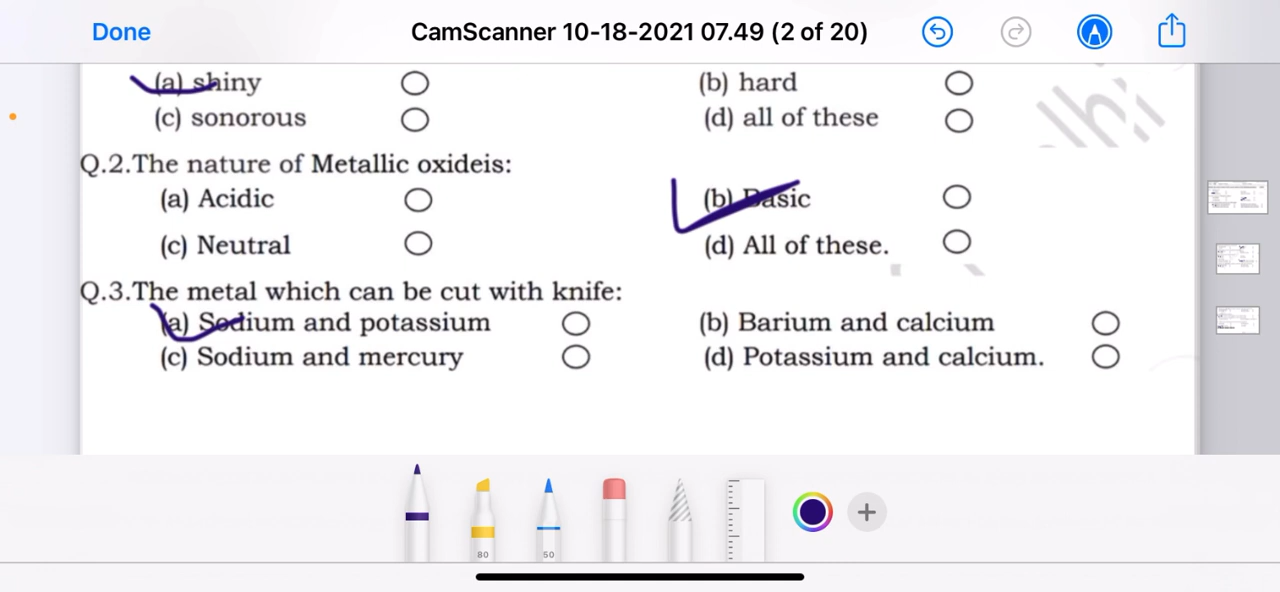 Done CamScanner 10-18-2021 07.49 (2 of 20)
(a) shiny (b) hard
(c) sonorous (d) all of these
Q.2.The nature of Metallic oxideis:
(a) Acidic (b) Basic
(c) Neutral (d) All of these.
Q.3.The metal which can be cut with knife:
(a) Sodium and potassium (b) Barium and calcium
(c) Sodium and mercury (d) Potassium and calcium.
80 50